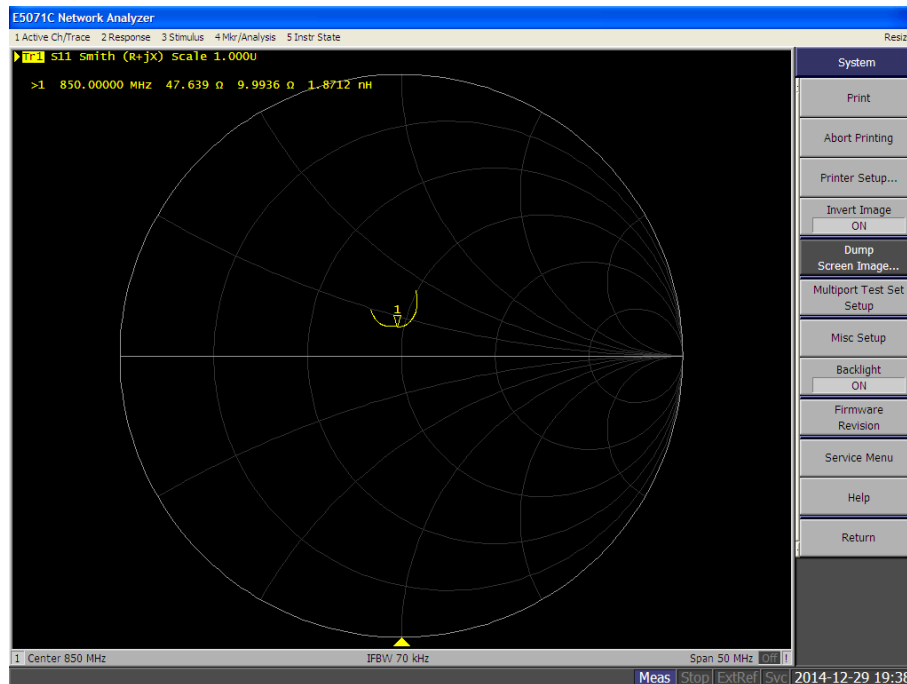 E5071C Network Analyzer
1 Active Ch/Trace 2 Response 3 Stimulus 4 Mkr/Analysis 5 Instr State
Resiz
Tr1 S11 Smith (R+jX) Scale 1.000U
>1 850.00000 MHz 47.639 Ω 9.9936 Ω 1.8712 nH
1
System
Print
Abort Printing
Printer Setup...
Invert Image
ON
Dump
Screen Image...
Multiport Test Set
Setup
Misc Setup
Backlight
ON
Firmware
Revision
Service Menu
Help
Return
1 Center 850 MHz
IFBW 70 kHz
Span 50 MHz Off !
Meas Stop ExtRef Svc 2014-12-29 19:38